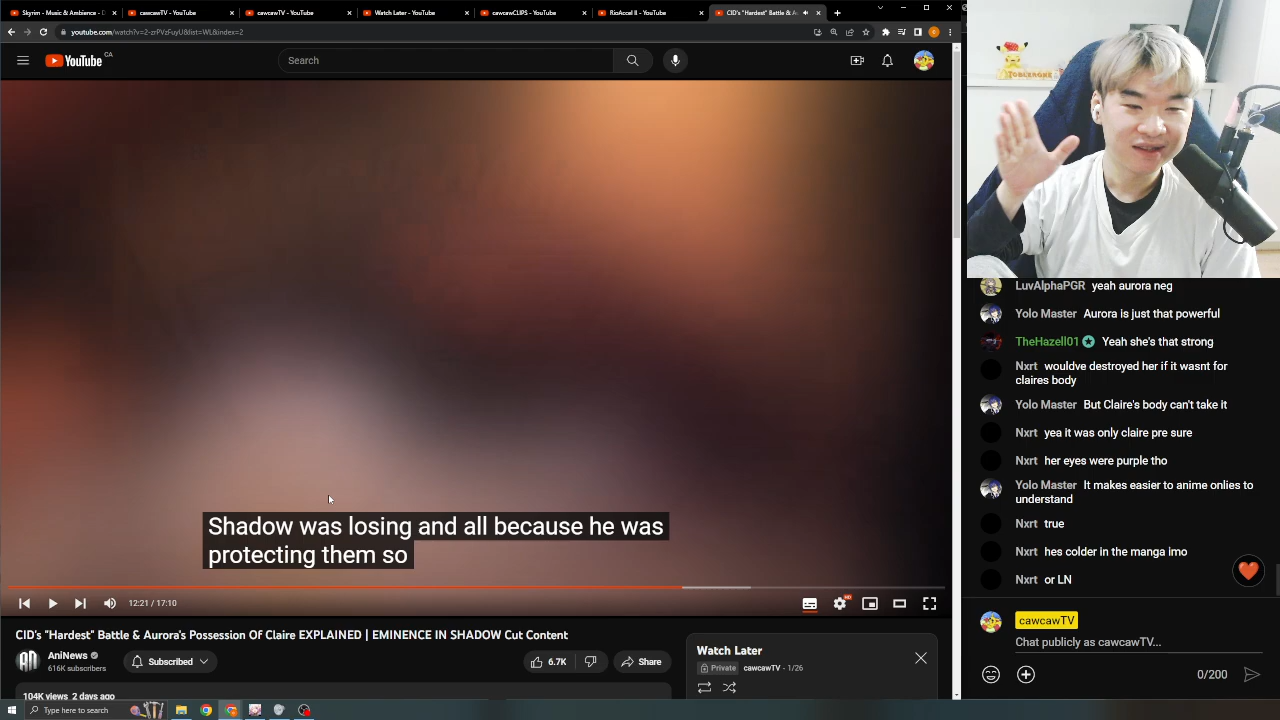 Skyrim - Music & Ambience - C
cawcawTV - YouTube
cawcawTV - YouTube
Watch Later - YouTube
cawcawCLIPS - YouTube
RioAccel II - YouTube
CID's "Hardest" Battle & A
youtube.com/watch?v=2-zrPVzFuyU&list=WL&index=2
YouTube CA
Search
TOBLERONE
Shadow was losing and all because he was
protecting them so
12:21 / 17:10
HD
CID's "Hardest" Battle & Aurora's Possession Of Claire EXPLAINED | EMINENCE IN SHADOW Cut Content
AN
AniNews
616K subscribers
Subscribed
6.7K
Share
104K views 2 days ago
Watch Later
Private cawcawTV - 1/26
LuvAlphaPGR yeah aurora neg
Yolo Master Aurora is just that powerful
TheHazell01 Yeah she's that strong
Nxrt wouldve destroyed her if it wasnt for
claires body
Yolo Master But Claire's body can't take it
Nxrt yea it was only claire pre sure
Nxrt her eyes were purple tho
Yolo Master It makes easier to anime onlies to
understand
Nxrt true
Nxrt hes colder in the manga imo
Nxrt or LN
cawcawTV
Chat publicly as cawcawTV...
0/200
Type here to search